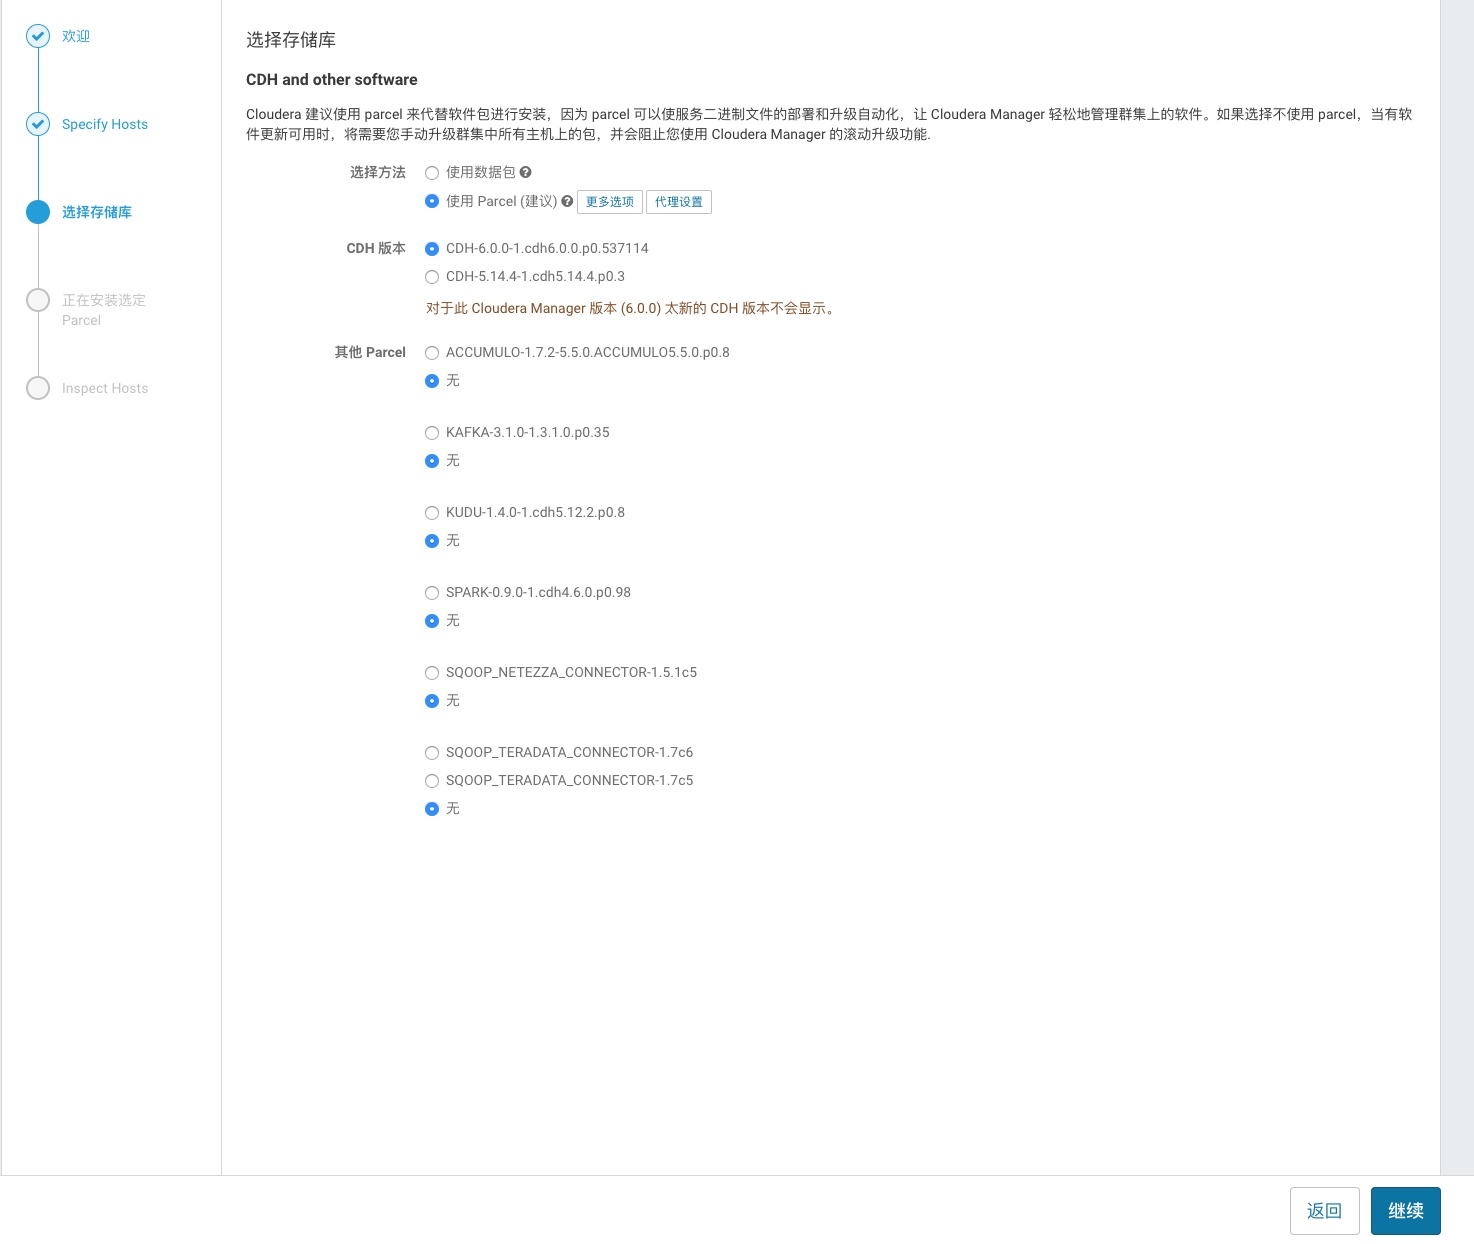 欢迎
Specify Hosts
选择存储库
正在安装选定
Parcel
Inspect Hosts
选择存储库
CDH and other software
Cloudera 建议使用 parcel 来代替软件包进行安装，因为 parcel 可以使服务二进制文件的部署和升级自动化，让 Cloudera Manager 轻松地管理群集上的软件。如果选择不使用 parcel，当有软
件更新可用时，将需要您手动升级群集中所有主机上的包，并会阻止您使用 Cloudera Manager 的滚动升级功能.
选择方法 使用数据包
使用 Parcel (建议) 更多选项 代理设置
CDH 版本 CDH-6.0.0-1.cdh6.0.0.p0.537114
CDH-5.14.4-1.cdh5.14.4.p0.3
对于此 Cloudera Manager 版本 (6.0.0) 太新的 CDH 版本不会显示。
其他 Parcel ACCUMULO-1.7.2-5.5.0.ACCUMULO5.5.0.p0.8
无
KAFKA-3.1.0-1.3.1.0.p0.35
无
KUDU-1.4.0-1.cdh5.12.2.p0.8
无
SPARK-0.9.0-1.cdh4.6.0.p0.98
无
SQOOP_NETEZZA_CONNECTOR-1.5.1c5
无
SQOOP_TERADATA_CONNECTOR-1.7c6
SQOOP_TERADATA_CONNECTOR-1.7c5
无
返回 继续